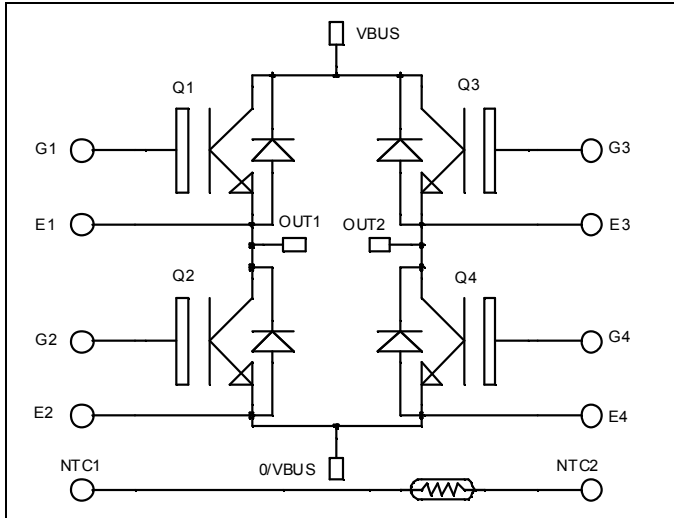 VBUS
Q1
Q3
G1
G3
E1
E3
OUT1
OUT2
Q2
Q4
G2
G4
E2
E4
NTC1
0/VBUS
NTC2